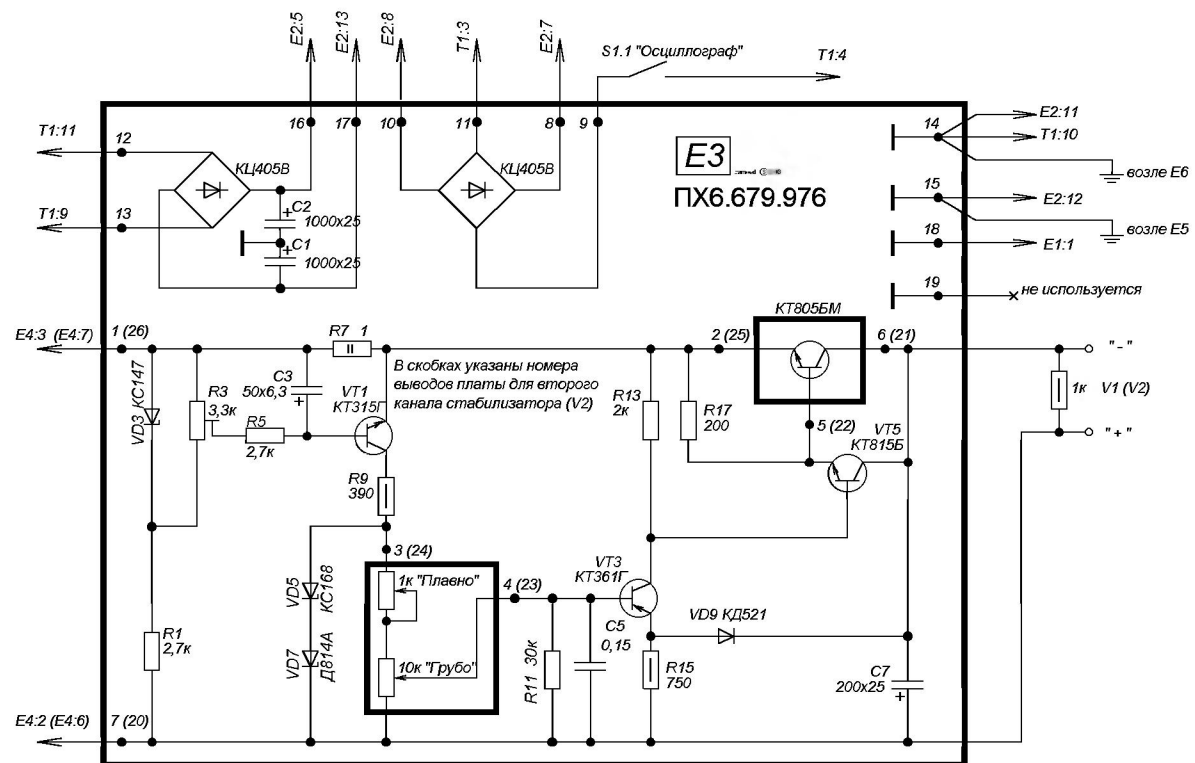 E2:5
E2:13
E2:8
T1:3
E2:7
S1.1 "Осциллограф"
T1:4
T1:11
12
16
17
10
11
8
9
14
E2:11
T1:10
КЦ405В
КЦ405В
E3
возле E6
T1:9
13
C2
1000x25
ПХ6.679.976
15
E2:12
возле E5
C1
1000x25
18
E1:1
19
не используется
КТ805БМ
E4:3 (E4:7)
1 (26)
R7 1
2 (25)
6 (21)
" - "
В скобках указаны номера
выводов платы для второго
канала стабилизатора (V2)
VD3 КС147
R3
3,3к
C3
50x6,3
VT1
КТ315Г
R13
2к
R17
200
1к
V1 (V2)
R5
2,7к
5 (22)
VT5
КТ815Б
" + "
R9
390
3 (24)
VT3
КТ361Г
VD5
КС168
1к "Плавно"
4 (23)
VD9 КД521
R1
2,7к
VD7
Д814А
10к "Грубо"
R11 30к
C5
0,15
R15
750
C7
200x25
E4:2 (E4:6)
7 (20)